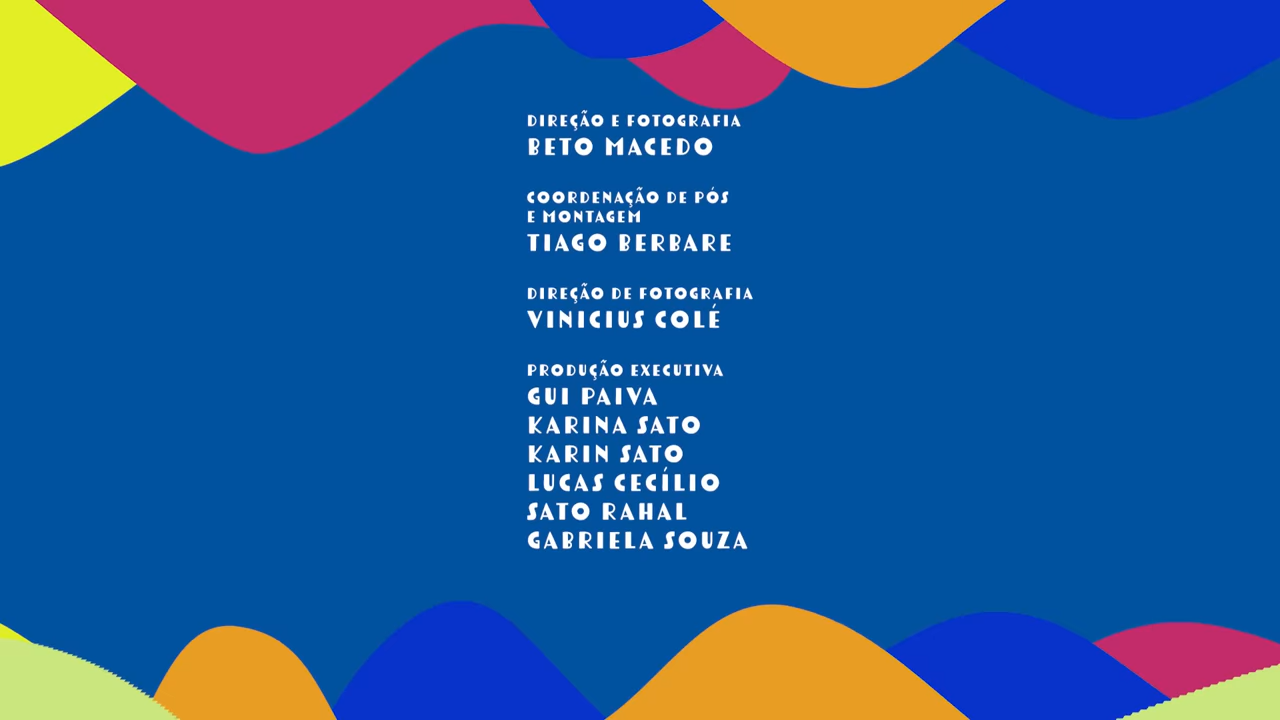 DIREÇÃO E FOTOGRAFIA
BETO MACEDO
COORDENAÇÃO DE PÓS
E MONTAGEM
TIAGO BERBARE
DIREÇÃO DE FOTOGRAFIA
VINICIUS COLÉ
PRODUÇÃO EXECUTIVA
GUI PAIVA
KARINA SATO
KARIN SATO
LUCAS CECÍLIO
SATO RAHAL
GABRIELA SOUZA